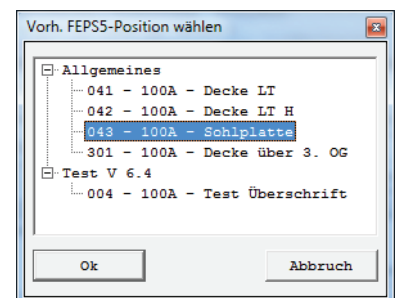 Vorh. FEPS5-Position wählen
Allgemeines
041 - 100A - Decke LT
042 - 100A - Decke LT H
043 - 100A - Sohlplatte
301 - 100A - Decke über 3. OG
Test V 6.4
004 - 100A - Test Überschrift
Ok
Abbruch